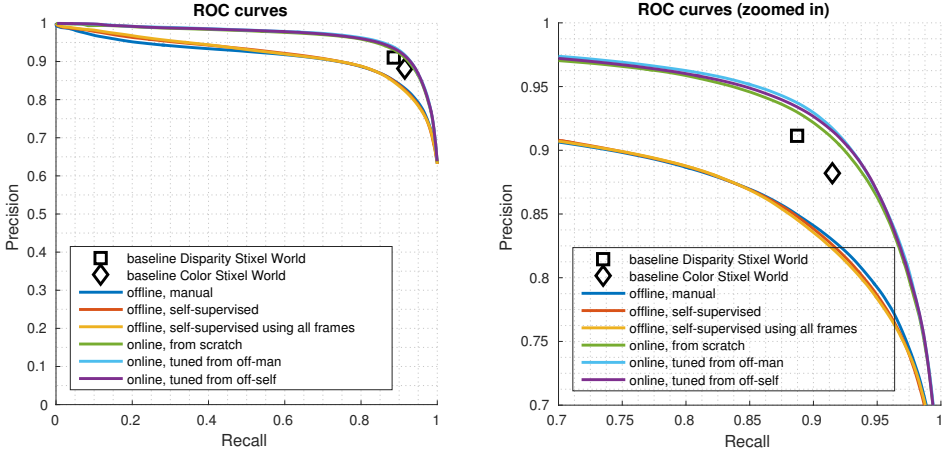 ROC curves
Precision
1
0.9
0.8
0.7
0.6
0.5
0.4
0.3
0.2
0.1
0
baseline Disparity Stixel World
baseline Color Stixel World
offline, manual
offline, self-supervised
offline, self-supervised using all frames
online, from scratch
online, tuned from off-man
online, tuned from off-self
0 0.2 0.4 0.6 0.8 1
Recall
ROC curves (zoomed in)
Precision
0.95
0.9
0.85
0.8
0.75
0.7
baseline Disparity Stixel World
baseline Color Stixel World
offline, manual
offline, self-supervised
offline, self-supervised using all frames
online, from scratch
online, tuned from off-man
online, tuned from off-self
0.7 0.75 0.8 0.85 0.9 0.95 1
Recall